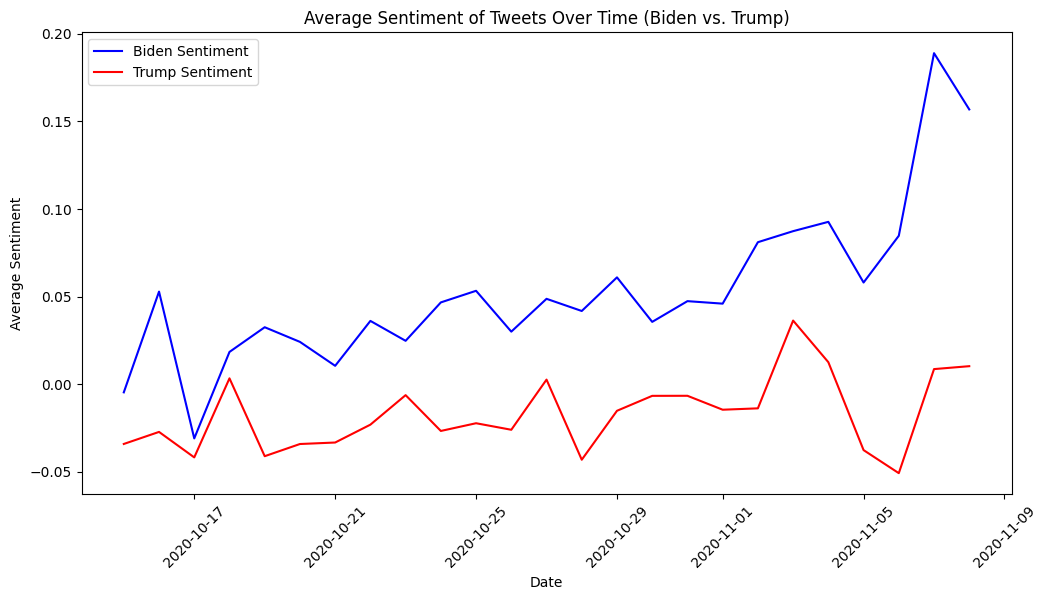 Average Sentiment of Tweets Over Time (Biden vs. Trump)
Biden Sentiment
Trump Sentiment
Average Sentiment
0.20
0.15
0.10
0.05
0.00
−0.05
2020-10-17
2020-10-21
2020-10-25
2020-10-29
2020-11-01
2020-11-05
2020-11-09
Date